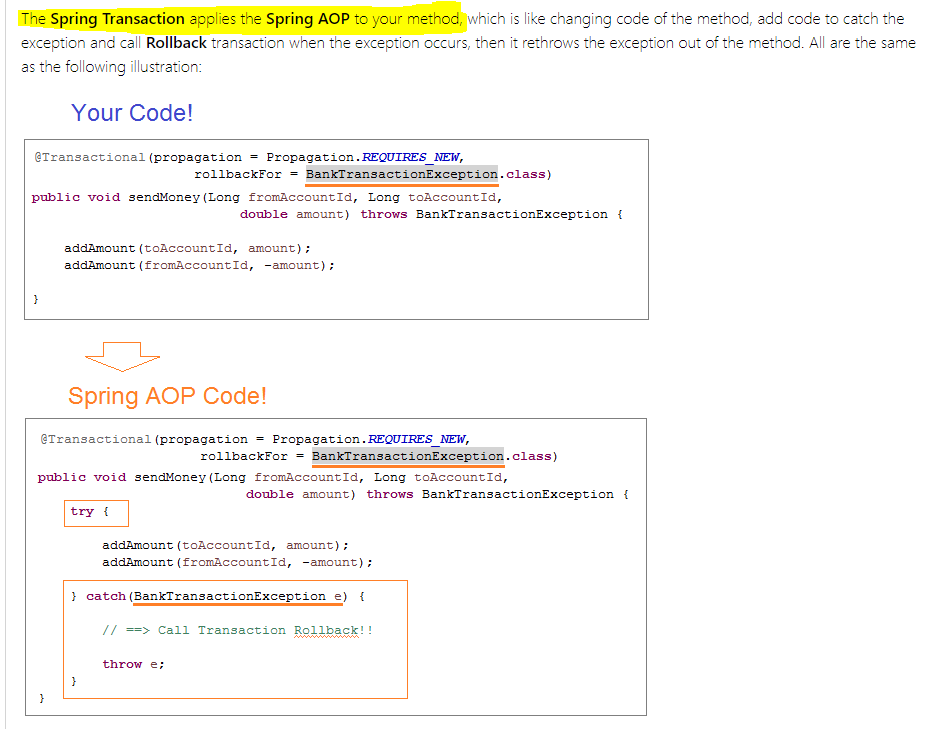 The Spring Transaction applies the Spring AOP to your method, which is like changing code of the method, add code to catch the
exception and call Rollback transaction when the exception occurs, then it rethrows the exception out of the method. All are the same
as the following illustration:
Your Code!
@Transactional(propagation = Propagation.REQUIRES_NEW,
rollbackFor = BankTransactionException.class)
public void sendMoney(Long fromAccountId, Long toAccountId,
double amount) throws BankTransactionException {
addAmount(toAccountId, amount);
addAmount(fromAccountId, -amount);
}
Spring AOP Code!
@Transactional(propagation = Propagation.REQUIRES_NEW,
rollbackFor = BankTransactionException.class)
public void sendMoney(Long fromAccountId, Long toAccountId,
double amount) throws BankTransactionException {
try {
addAmount(toAccountId, amount);
addAmount(fromAccountId, -amount);
} catch(BankTransactionException e) {
// ==> Call Transaction Rollback!!
throw e;
}
}